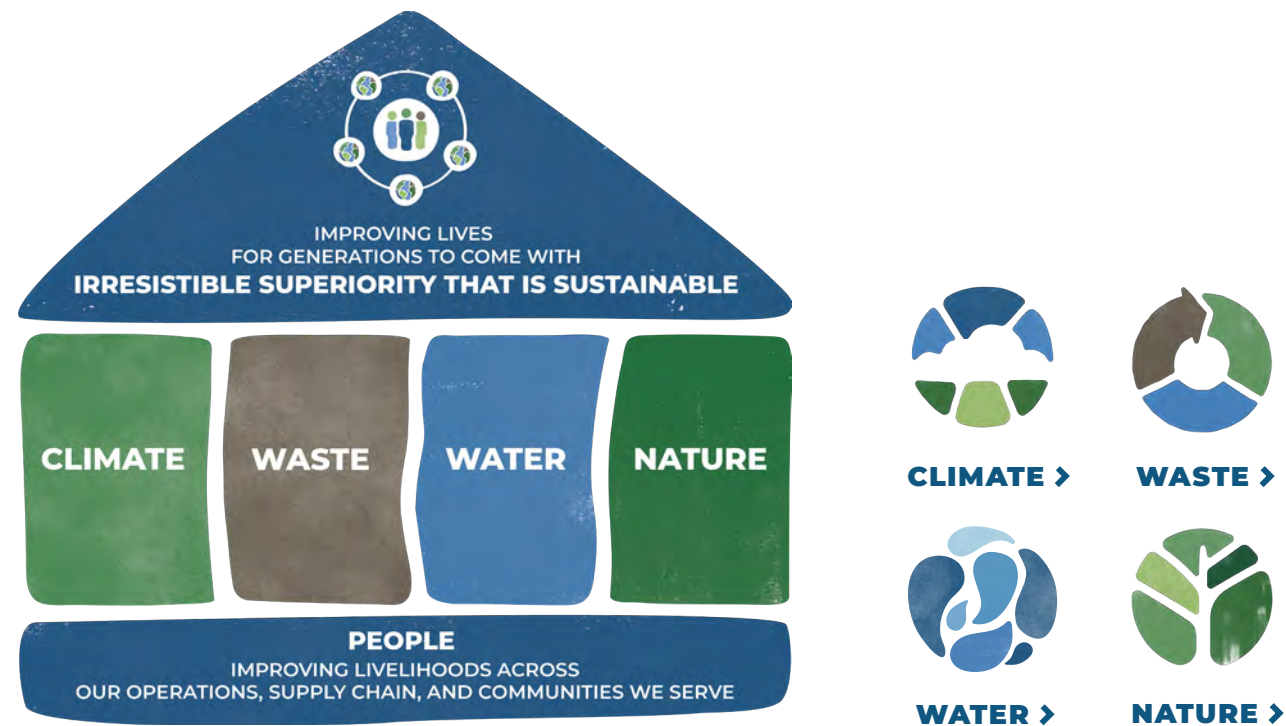 IMPROVING LIVES
FOR GENERATIONS TO COME WITH
IRRESISTIBLE SUPERIORITY THAT IS SUSTAINABLE
CLIMATE
WASTE
WATER
NATURE
PEOPLE
IMPROVING LIVELIHOODS ACROSS
OUR OPERATIONS, SUPPLY CHAIN, AND COMMUNITIES WE SERVE
CLIMATE >
WASTE >
WATER >
NATURE >